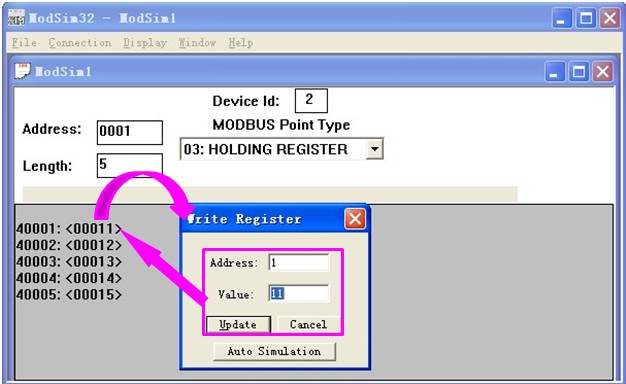 ModSim32 - ModSim1
File Connection Display Window Help
ModSim1
Device Id: 2
Address: 0001
MODBUS Point Type
03: HOLDING REGISTER
Length: 5
40001: <00011>
40002: <00012>
40003: <00013>
40004: <00014>
40005: <00015>
Write Register
Address: 1
Value: 11
Update Cancel
Auto Simulation